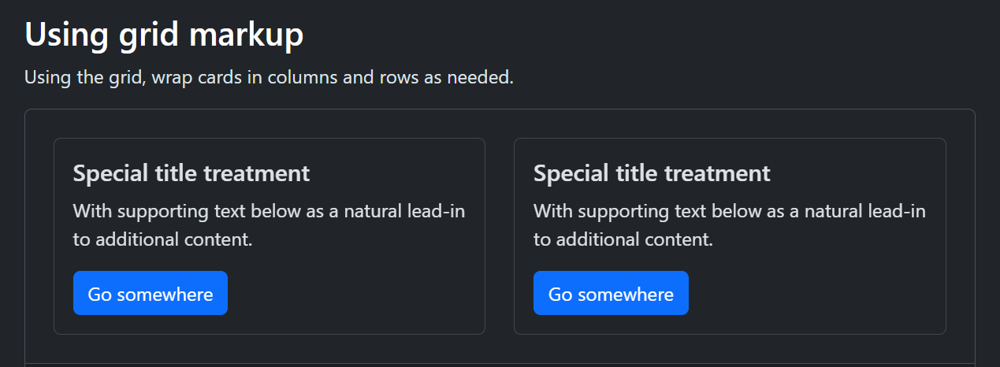 Using grid markup
Using the grid, wrap cards in columns and rows as needed.
Special title treatment
With supporting text below as a natural lead-in
to additional content.
Go somewhere
Special title treatment
With supporting text below as a natural lead-in
to additional content.
Go somewhere